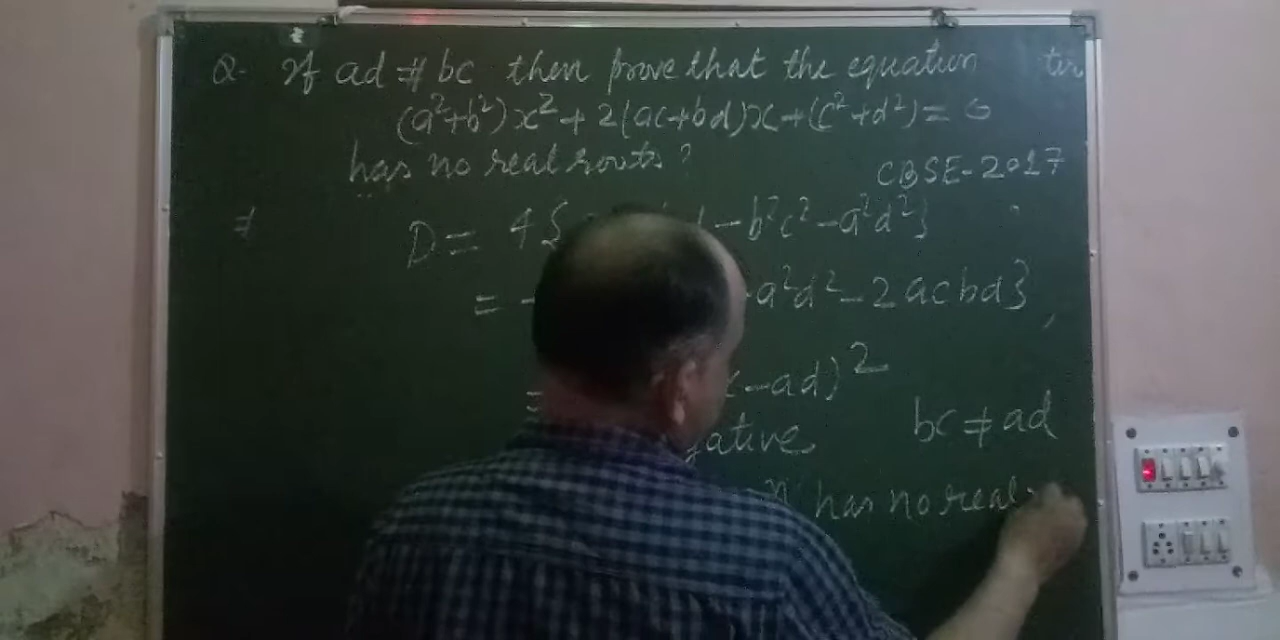 Q- If ad ≠ bc then prove that the equation
(a²+b²)x²+2(ac+bd)x+(c²+d²)=0
has no real roots?
CBSE-2017
D = 4{ -b²c²-a²d²}
= a²d²-2acbd}
= -ad)²
bc ≠ ad
has no real